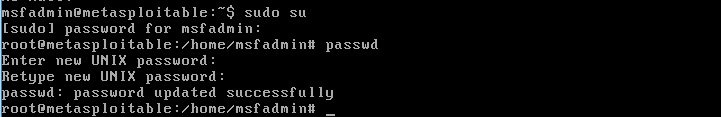 msfadmin@metasploitable:~$ sudo su
[sudo] password for msfadmin:
root@metasploitable:/home/msfadmin# passwd
Enter new UNIX password:
Retype new UNIX password:
passwd: password updated successfully
root@metasploitable:/home/msfadmin# _